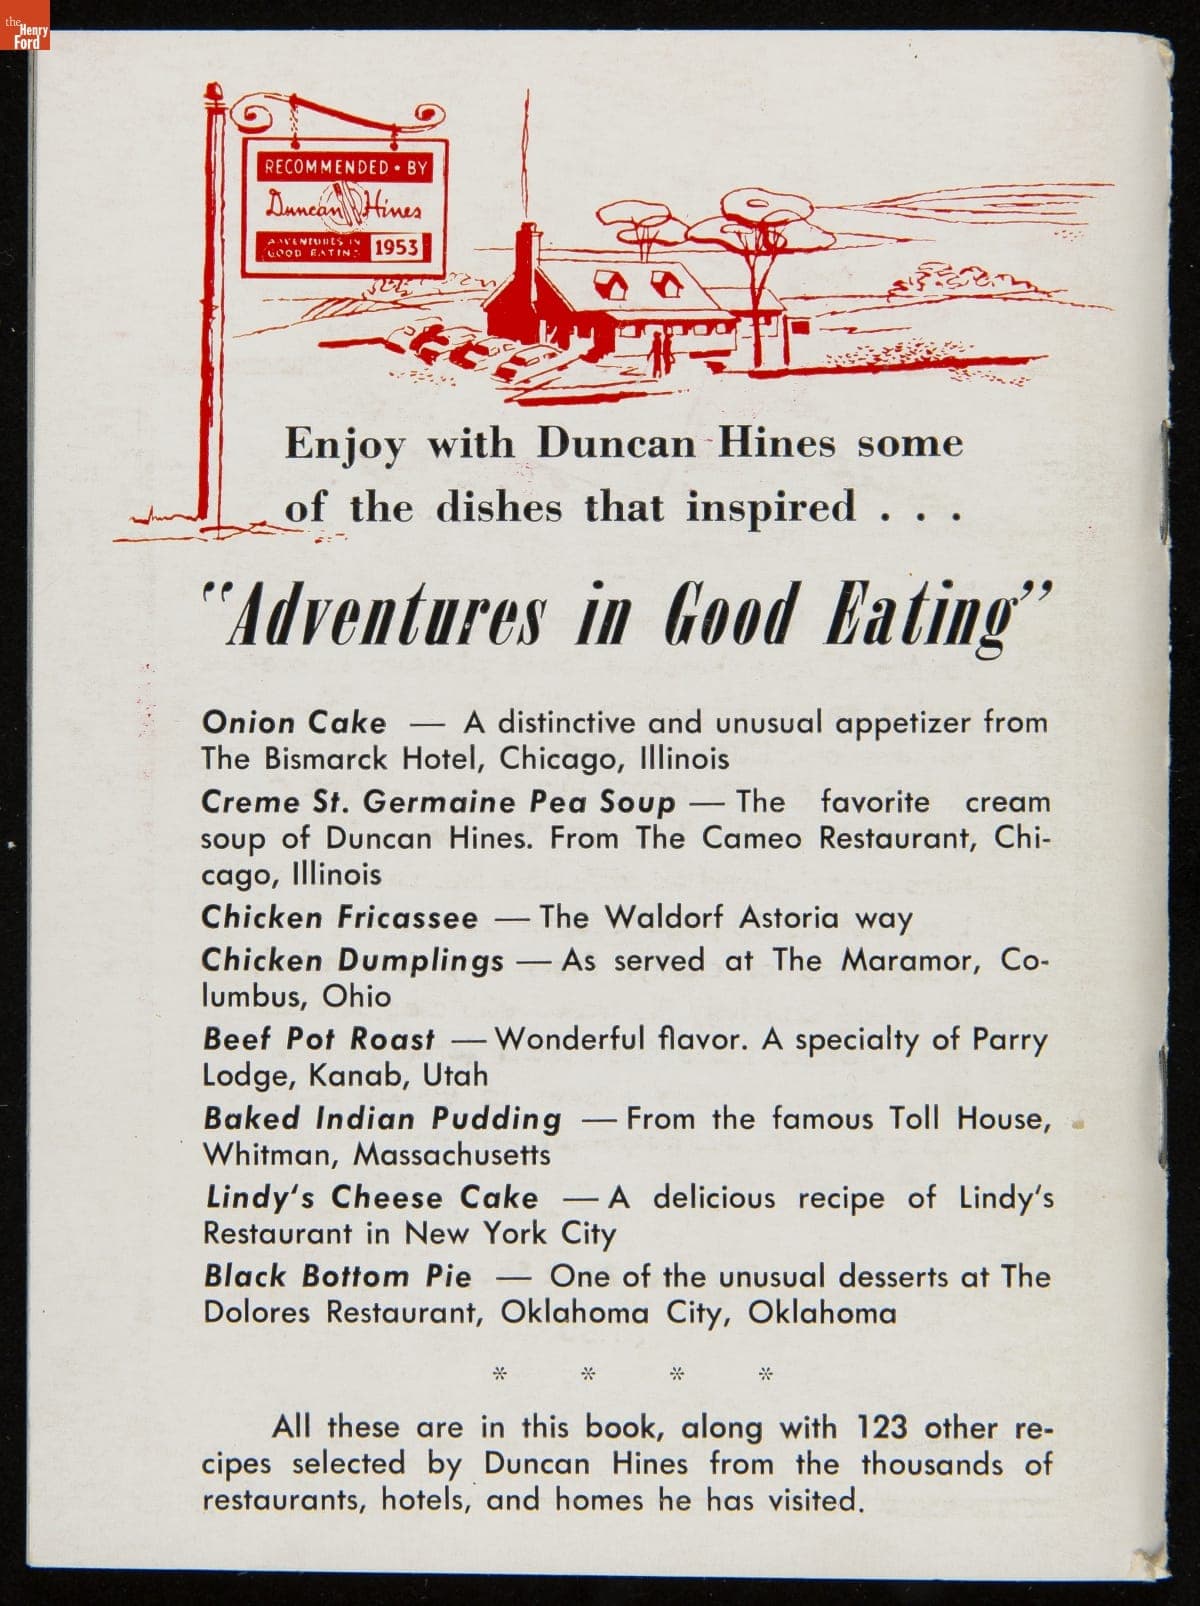 the
Henry
Ford
RECOMMENDED • BY
Duncan Hines
ADVENTURES IN
GOOD EATING
1953
Enjoy with Duncan Hines some
of the dishes that inspired . . .
"Adventures in Good Eating"
Onion Cake — A distinctive and unusual appetizer from
The Bismarck Hotel, Chicago, Illinois
Creme St. Germaine Pea Soup — The favorite cream
soup of Duncan Hines. From The Cameo Restaurant, Chi-
cago, Illinois
Chicken Fricassee — The Waldorf Astoria way
Chicken Dumplings — As served at The Maramor, Co-
lumbus, Ohio
Beef Pot Roast — Wonderful flavor. A specialty of Parry
Lodge, Kanab, Utah
Baked Indian Pudding — From the famous Toll House,
Whitman, Massachusetts
Lindy's Cheese Cake — A delicious recipe of Lindy's
Restaurant in New York City
Black Bottom Pie — One of the unusual desserts at The
Dolores Restaurant, Oklahoma City, Oklahoma
* * * *
All these are in this book, along with 123 other re-
cipes selected by Duncan Hines from the thousands of
restaurants, hotels, and homes he has visited.